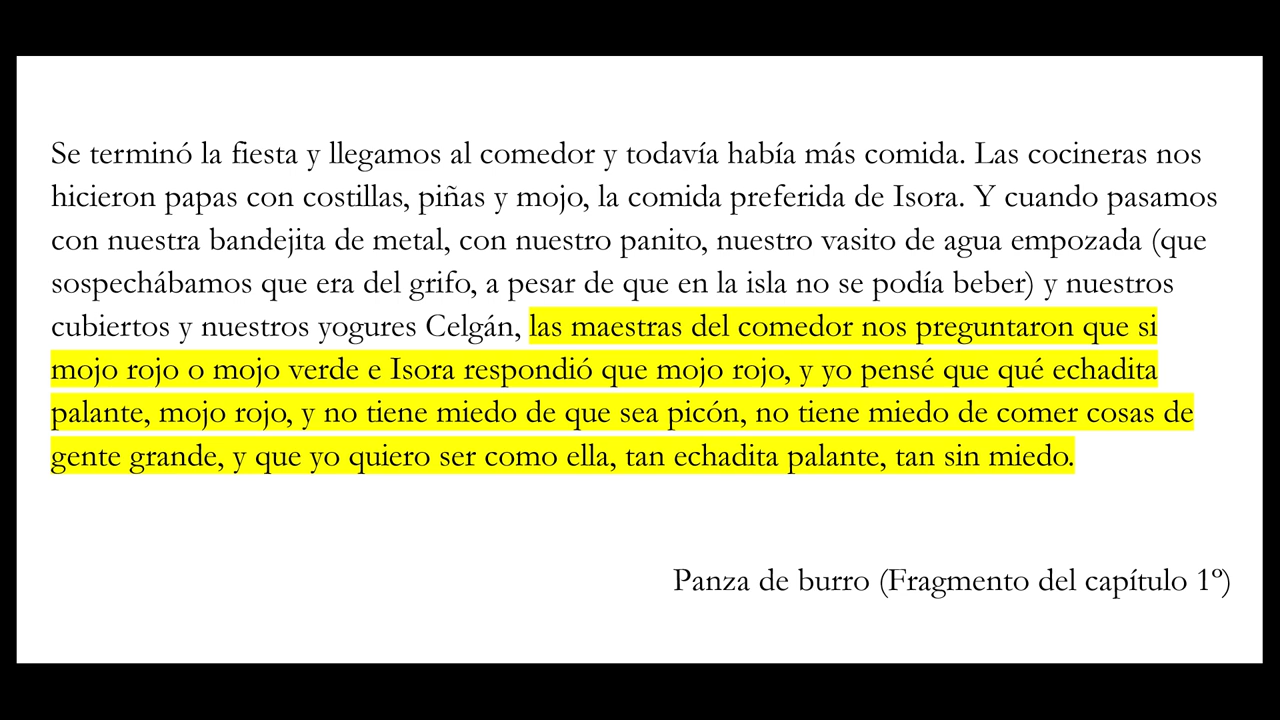 Se terminó la fiesta y llegamos al comedor y todavía había más comida. Las cocineras nos
hicieron papas con costillas, piñas y mojo, la comida preferida de Isora. Y cuando pasamos
con nuestra bandejita de metal, con nuestro panito, nuestro vasito de agua empozada (que
sospechábamos que era del grifo, a pesar de que en la isla no se podía beber) y nuestros
cubiertos y nuestros yogures Celgán, las maestras del comedor nos preguntaron que si
mojo rojo o mojo verde e Isora respondió que mojo rojo, y yo pensé que qué echadita
palante, mojo rojo, y no tiene miedo de que sea picón, no tiene miedo de comer cosas de
gente grande, y que yo quiero ser como ella, tan echadita palante, tan sin miedo.
Panza de burro (Fragmento del capítulo 1º)